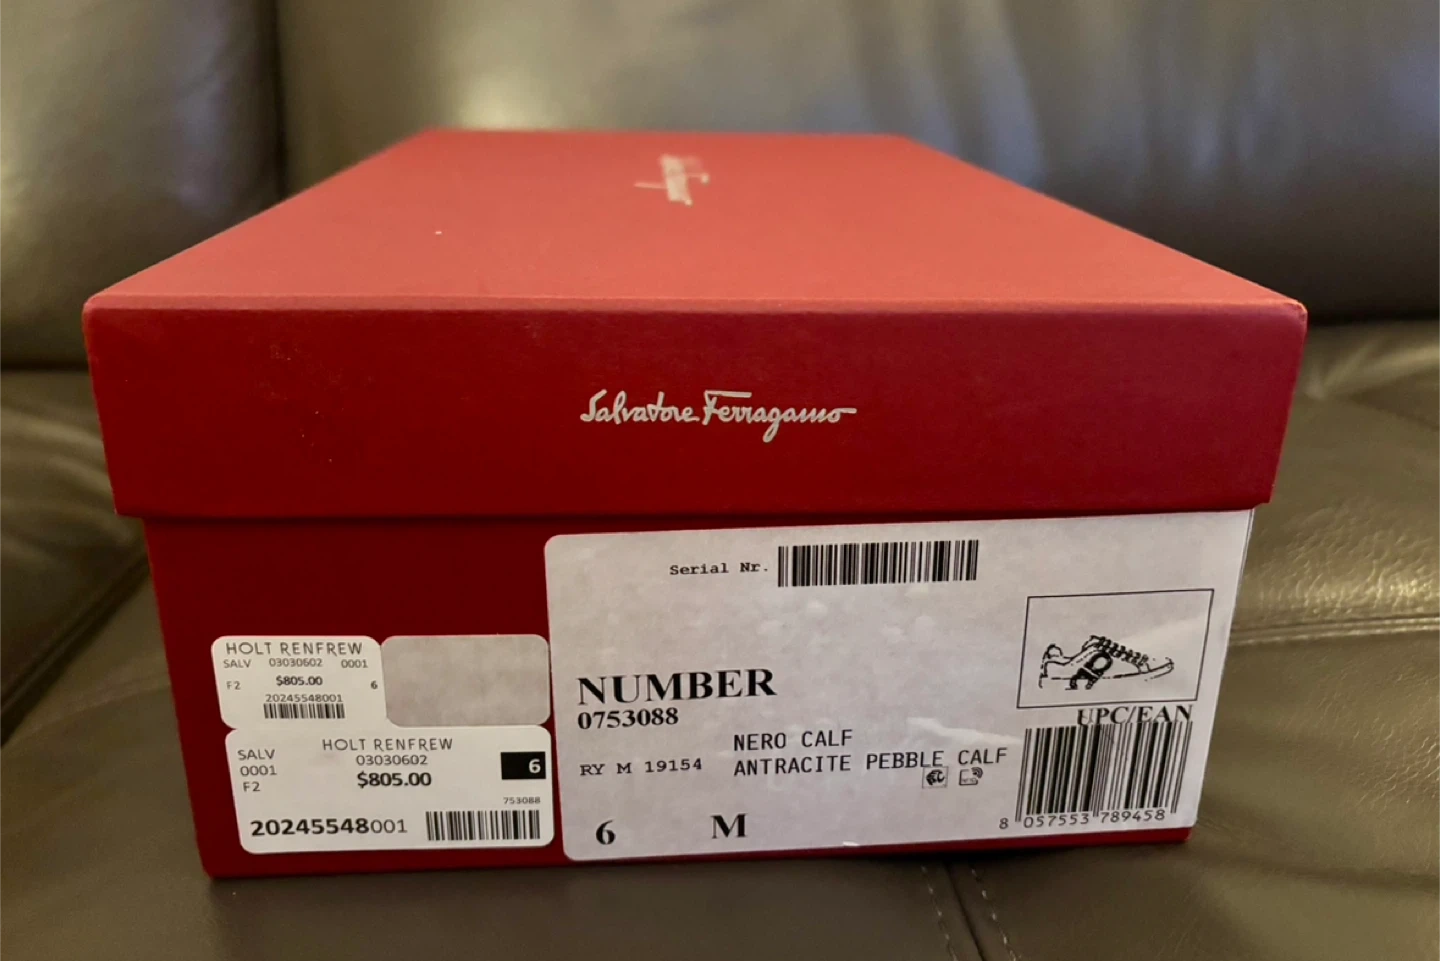 Salvatore Ferragamo
Serial Nr.
NUMBER
0753088
NERO CALF
RY M 19154 ANTRACITE PEBBLE CALF
6 M
UPC/EAN
8 057553 789458
HOLT RENFREW
SALV 03030602 0001
F2 $805.00 6
20245548001
HOLT RENFREW
SALV 03030602
0001 $805.00 6
F2
753088
20245548001